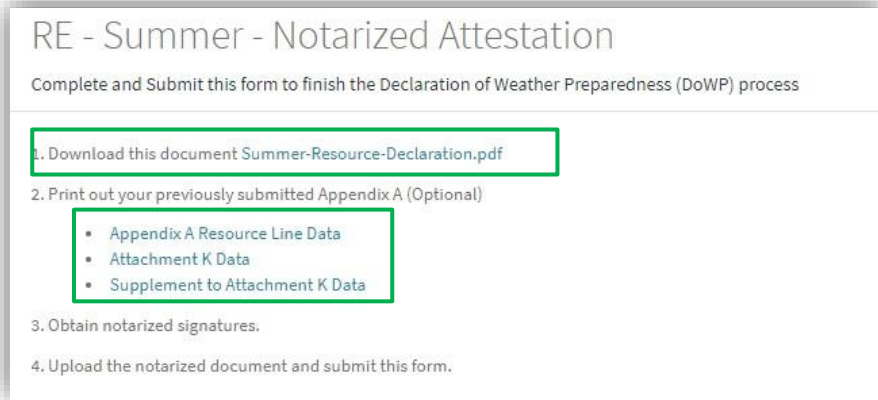 RE - Summer - Notarized Attestation
Complete and Submit this form to finish the Declaration of Weather Preparedness (DoWP) process
1. Download this document Summer-Resource-Declaration.pdf
2. Print out your previously submitted Appendix A (Optional)
• Appendix A Resource Line Data
• Attachment K Data
• Supplement to Attachment K Data
3. Obtain notarized signatures.
4. Upload the notarized document and submit this form.